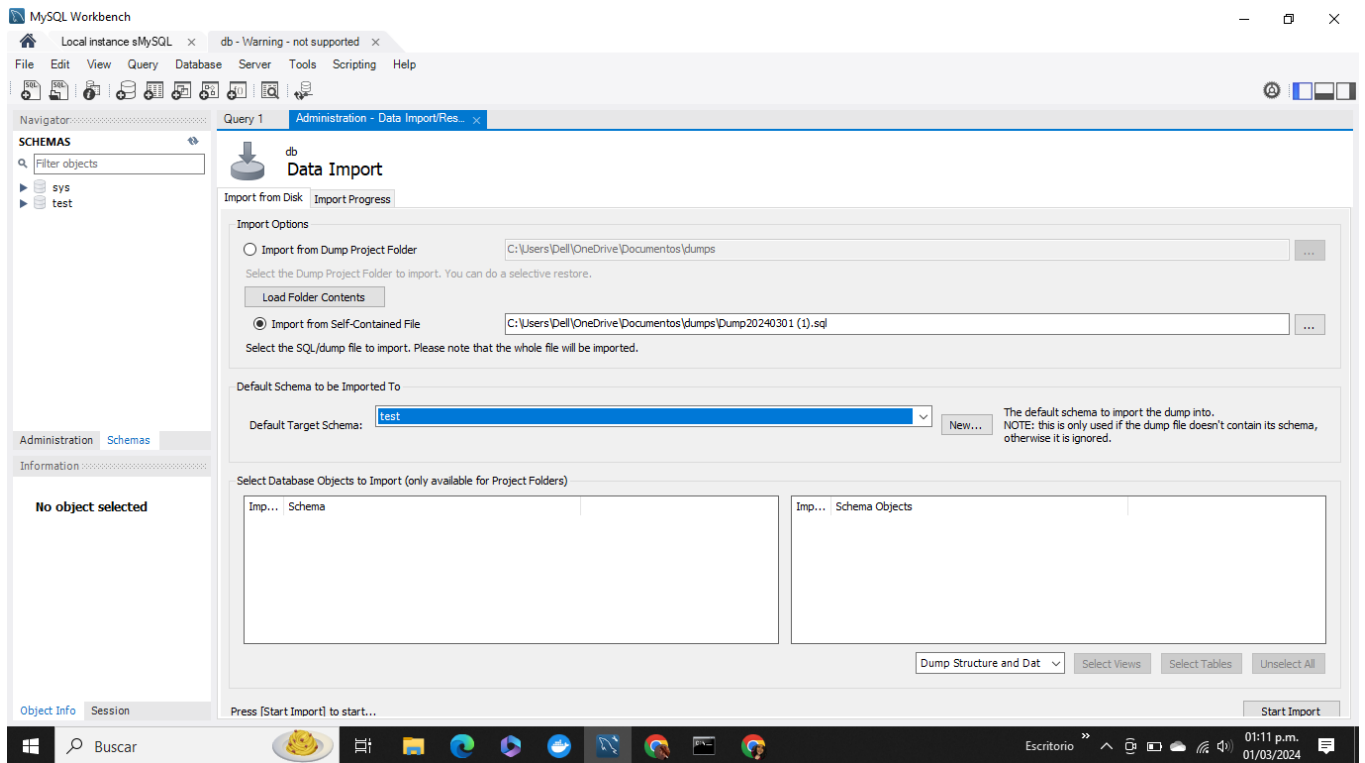 MySQL Workbench
Local instance sMySQL
db - Warning - not supported
File Edit View Query Database Server Tools Scripting Help
Navigator
SCHEMAS
Filter objects
sys
test
Administration Schemas
Information
No object selected
Object Info Session
Query 1 Administration - Data Import/Res...
db
Data Import
Import from Disk Import Progress
Import Options
Import from Dump Project Folder C:\Users\Dell\OneDrive\Documentos\dumps ...
Select the Dump Project Folder to import. You can do a selective restore.
Load Folder Contents
Import from Self-Contained File C:\Users\Dell\OneDrive\Documentos\dumps\Dump20240301 (1).sql ...
Select the SQL/dump file to import. Please note that the whole file will be imported.
Default Schema to be Imported To
Default Target Schema: test New...
The default schema to import the dump into.
NOTE: this is only used if the dump file doesn't contain its schema,
otherwise it is ignored.
Select Database Objects to Import (only available for Project Folders)
Imp... Schema
Imp... Schema Objects
Dump Structure and Dat Select Views Select Tables Unselect All
Press [Start Import] to start... Start Import
Buscar
Escritorio
01:11 p.m.
01/03/2024